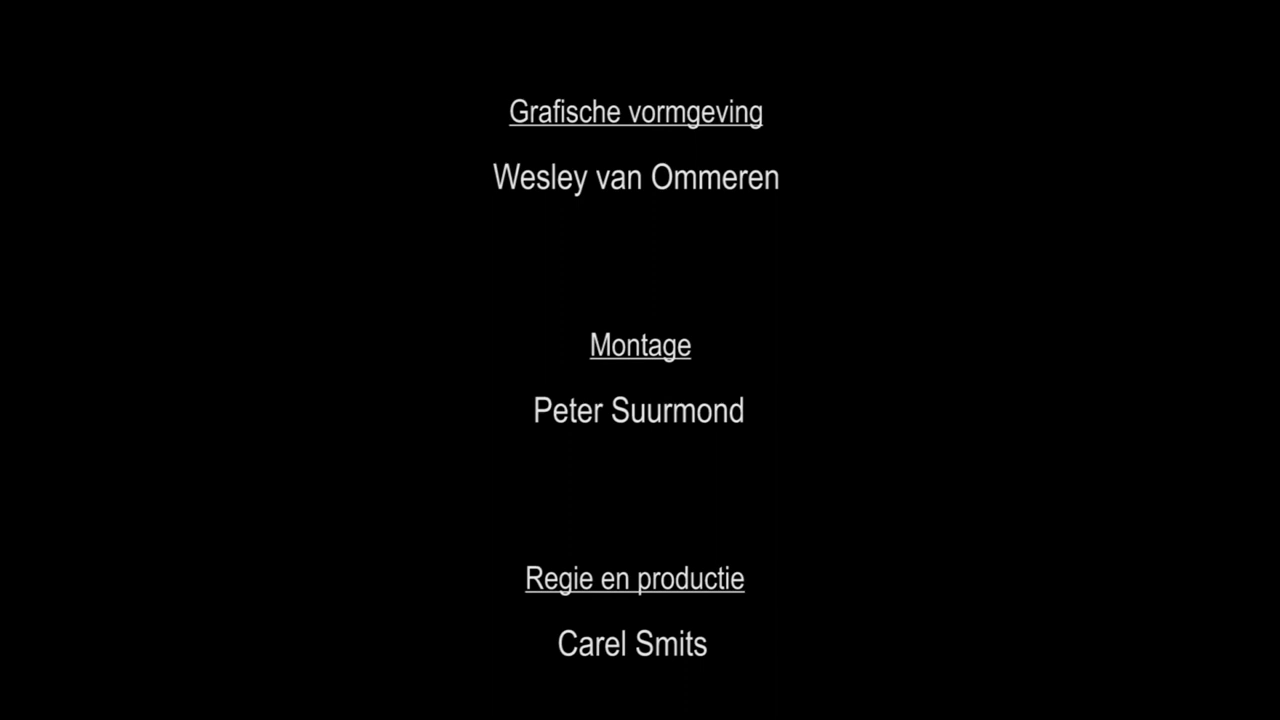 Grafische vormgeving
Wesley van Ommeren
Montage
Peter Suurmond
Regie en productie
Carel Smits